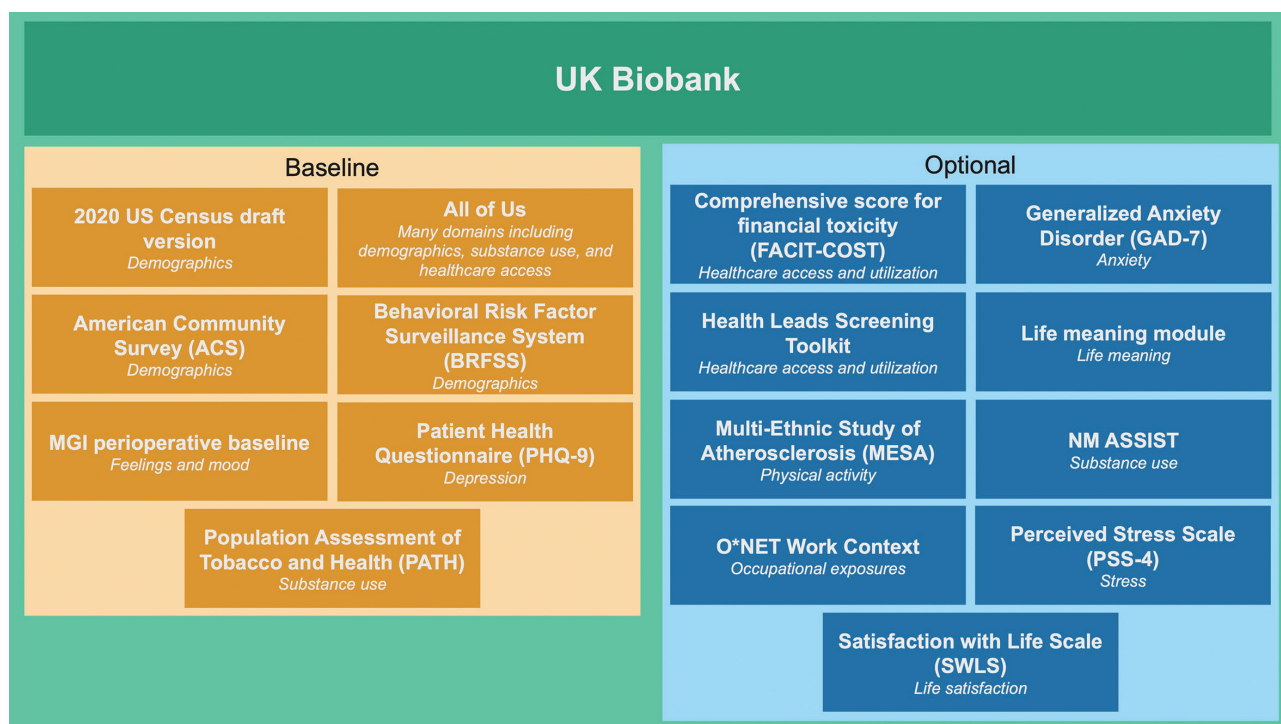 UK Biobank
Baseline
2020 US Census draft
version
Demographics
All of Us
Many domains including
demographics, substance use, and
healthcare access
American Community
Survey (ACS)
Demographics
Behavioral Risk Factor
Surveillance System
(BRFSS)
Demographics
MGI perioperative baseline
Feelings and mood
Patient Health
Questionnaire (PHQ-9)
Depression
Population Assessment of
Tobacco and Health (PATH)
Substance use
Optional
Comprehensive score for
financial toxicity
(FACIT-COST)
Healthcare access and utilization
Generalized Anxiety
Disorder (GAD-7)
Anxiety
Health Leads Screening
Toolkit
Healthcare access and utilization
Life meaning module
Life meaning
Multi-Ethnic Study of
Atherosclerosis (MESA)
Physical activity
NM ASSIST
Substance use
O*NET Work Context
Occupational exposures
Perceived Stress Scale
(PSS-4)
Stress
Satisfaction with Life Scale
(SWLS)
Life satisfaction